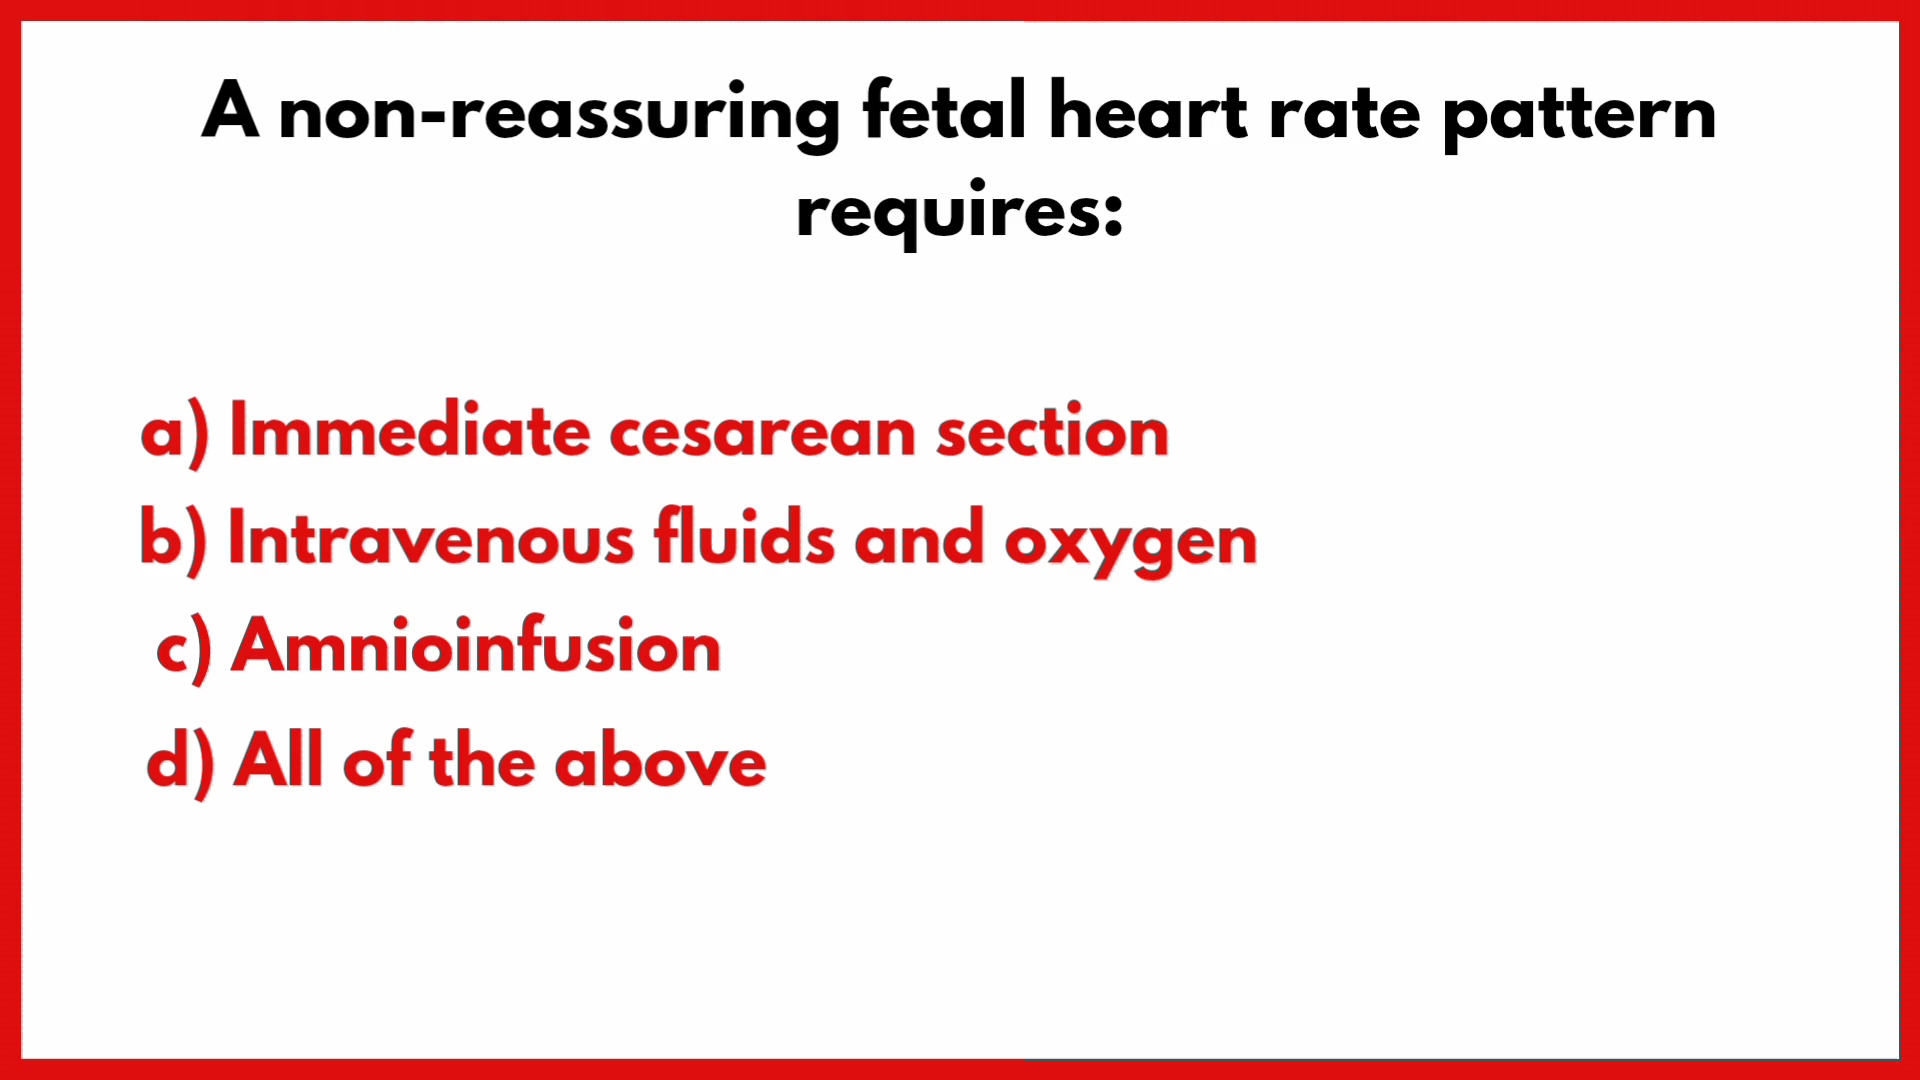 A non-reassuring fetal heart rate pattern
requires:
a) Immediate cesarean section
b) Intravenous fluids and oxygen
c) Amnioinfusion
d) All of the above